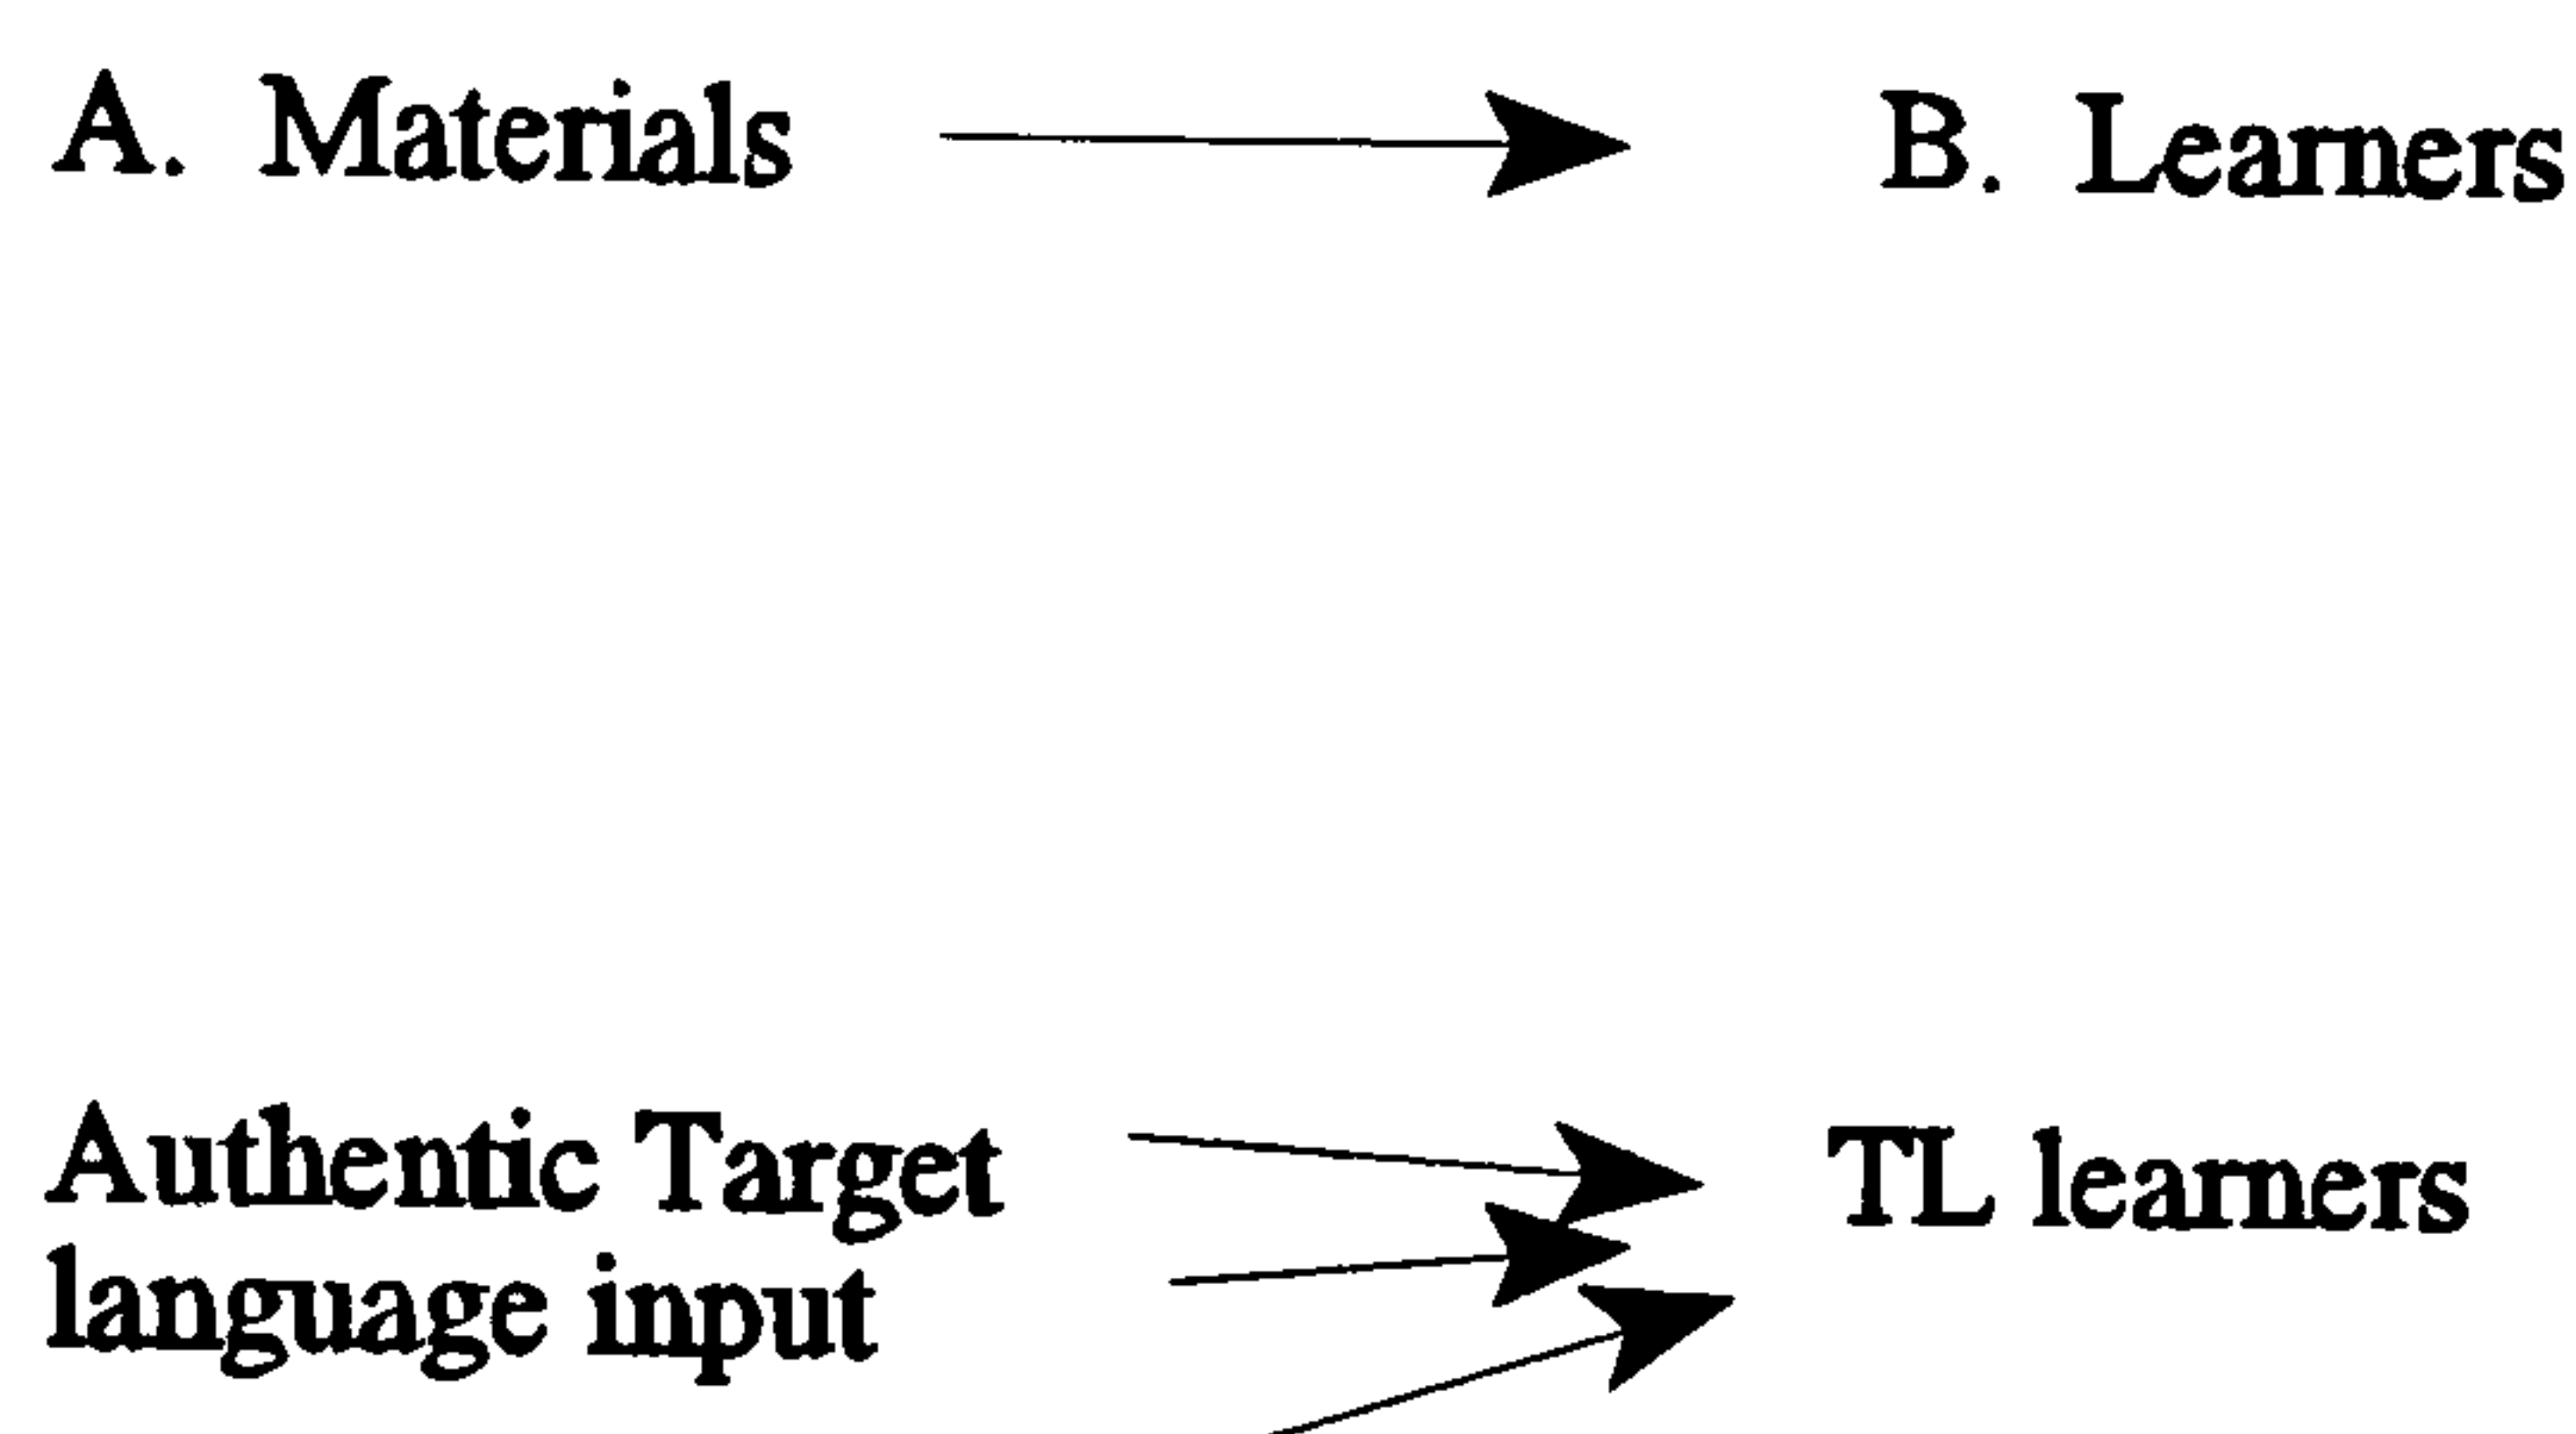 A. Materials
B. Learners
Authentic Target
language input
TL learners